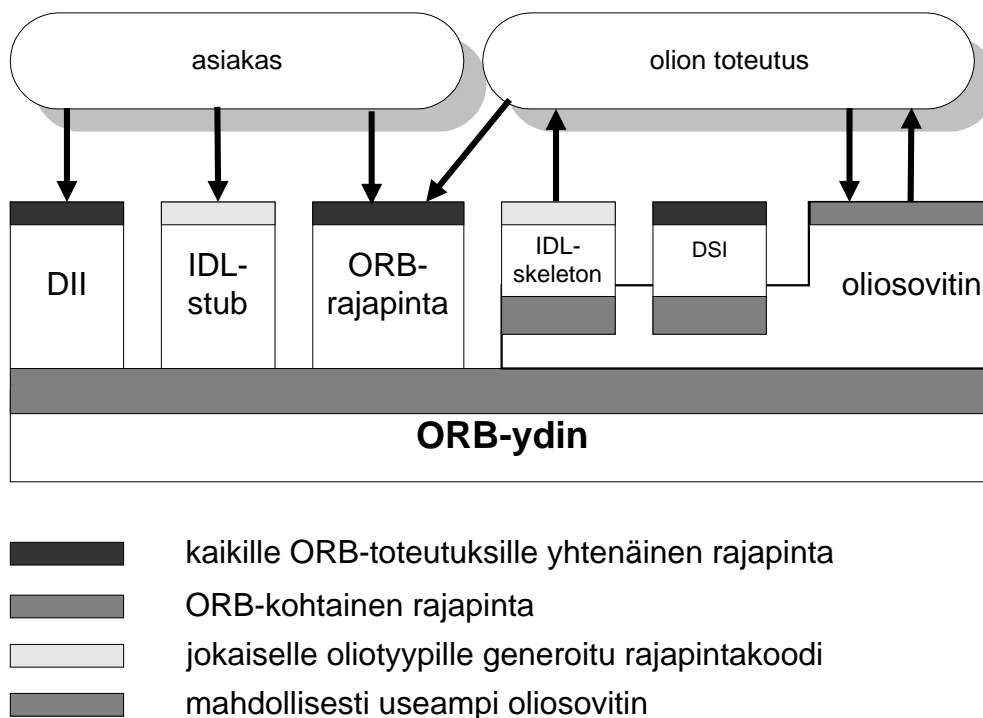 asiakas
olion toteutus
DII
IDL-
stub
ORB-
rajapinta
IDL-
skeleton
DSI
oliosovitin
ORB-ydin
kaikille ORB-toteutuksille yhtenäinen rajapinta
ORB-kohtainen rajapinta
jokaiselle oliotyypille generoitu rajapintakoodi
mahdollisesti useampi oliosovitin